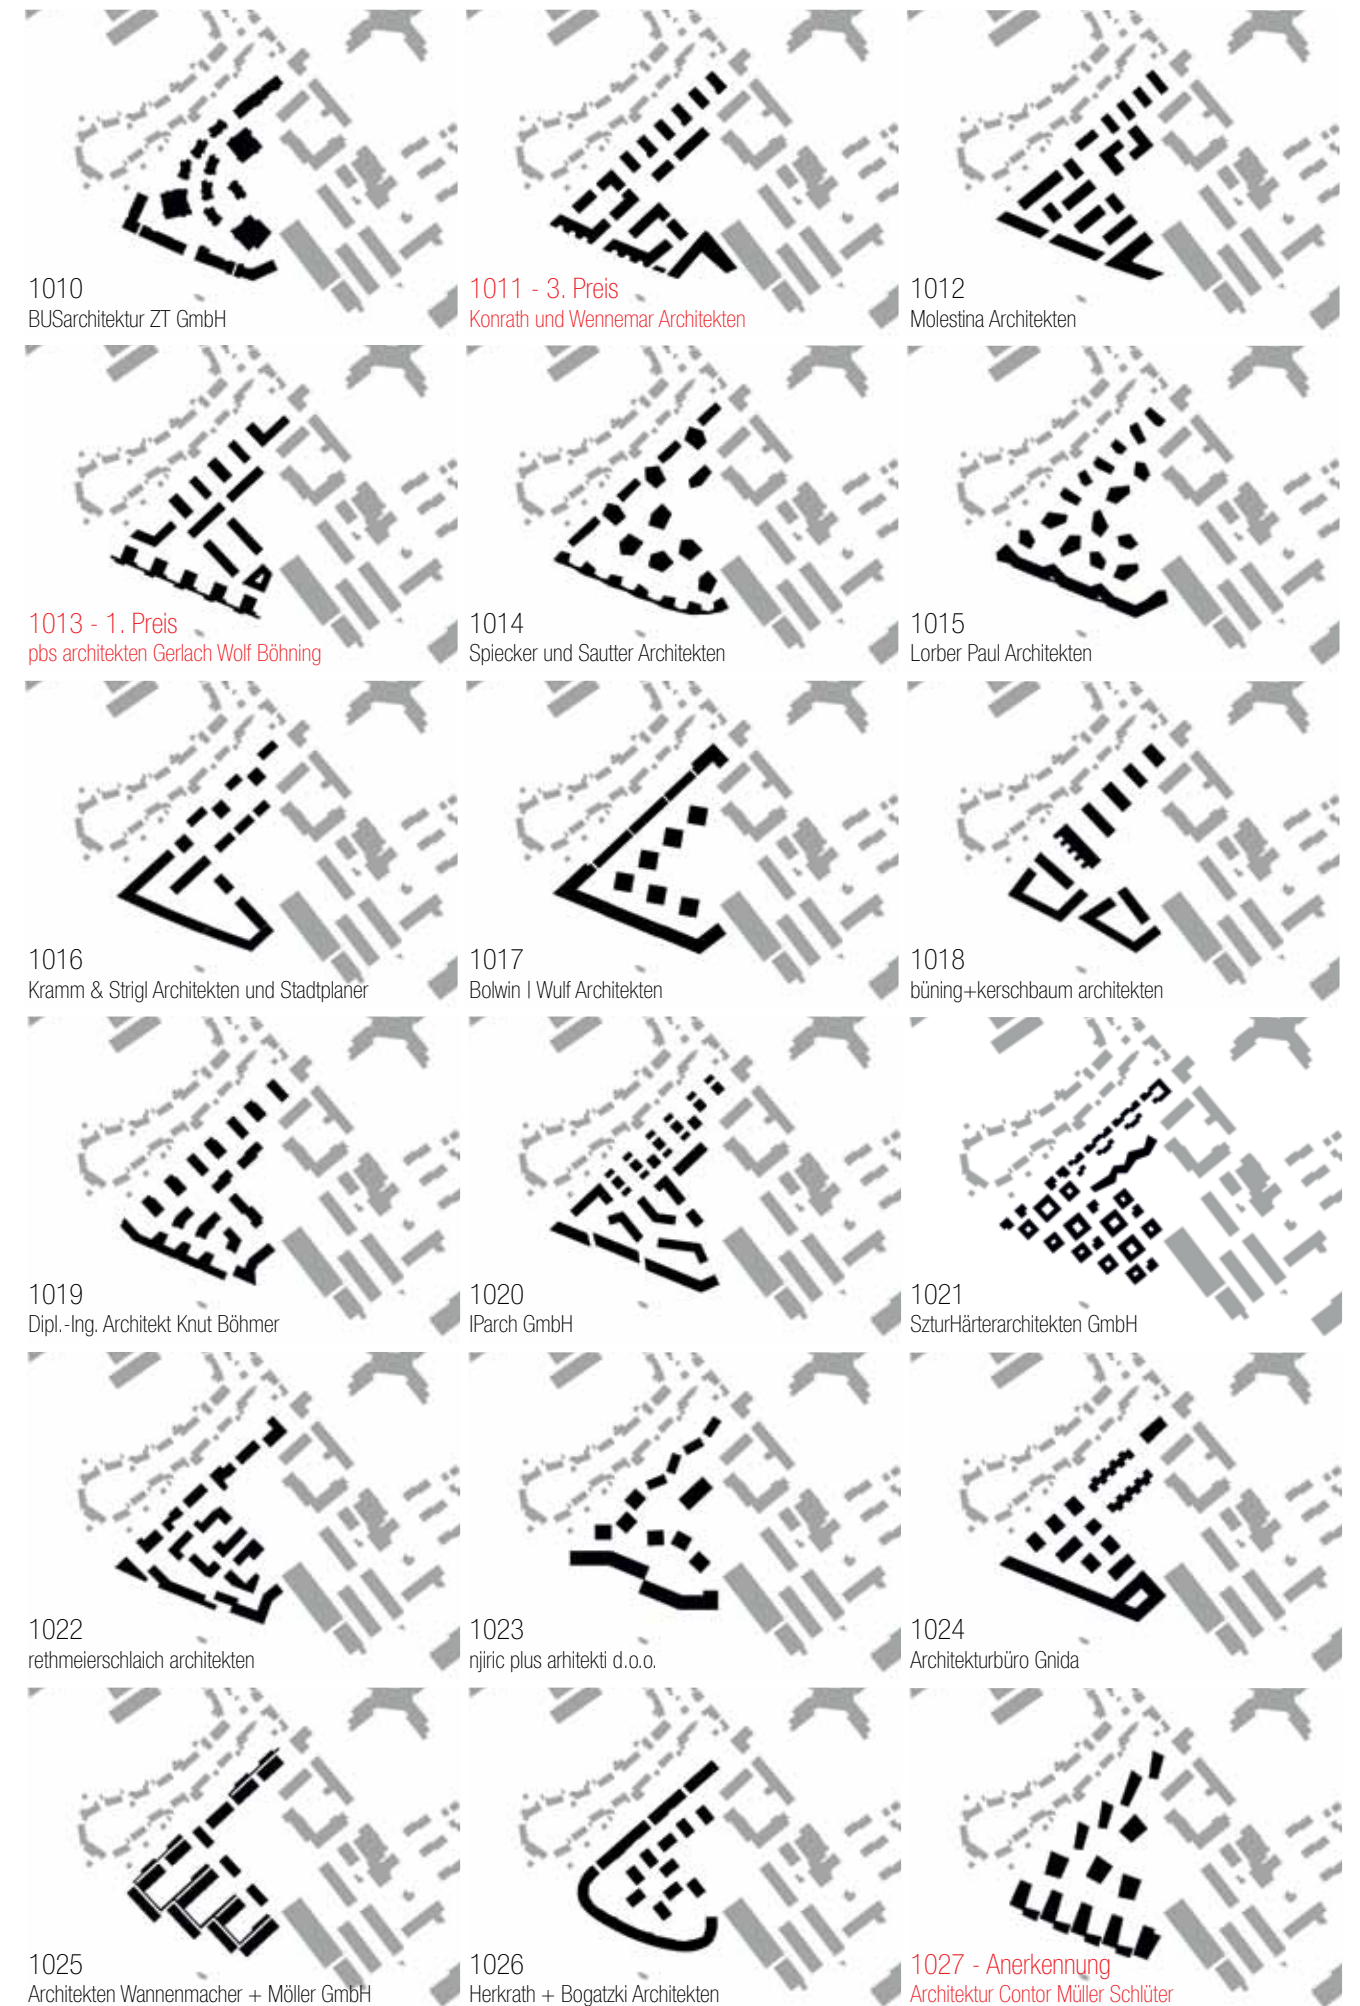 1010
BUSarchitektur ZT GmbH
1011 - 3. Preis
Konrath und Wennemar Architekten
1012
Molestina Architekten
1013 - 1. Preis
pbs architekten Gerlach Wolf Böhning
1014
Spiecker und Sautter Architekten
1015
Lorber Paul Architekten
1016
Kramm & Strigl Architekten und Stadtplaner
1017
Bolwin | Wulf Architekten
1018
büning+kerschbaum architekten
1019
Dipl.-Ing. Architekt Knut Böhmer
1020
IParch GmbH
1021
SzturHärterarchitekten GmbH
1022
rethmeierschlaich architekten
1023
njiric plus arhitekti d.o.o.
1024
Architekturbüro Gnida
1025
Architekten Wannenmacher + Möller GmbH
1026
Herkrath + Bogatzki Architekten
1027 - Anerkennung
Architektur Contor Müller Schlüter